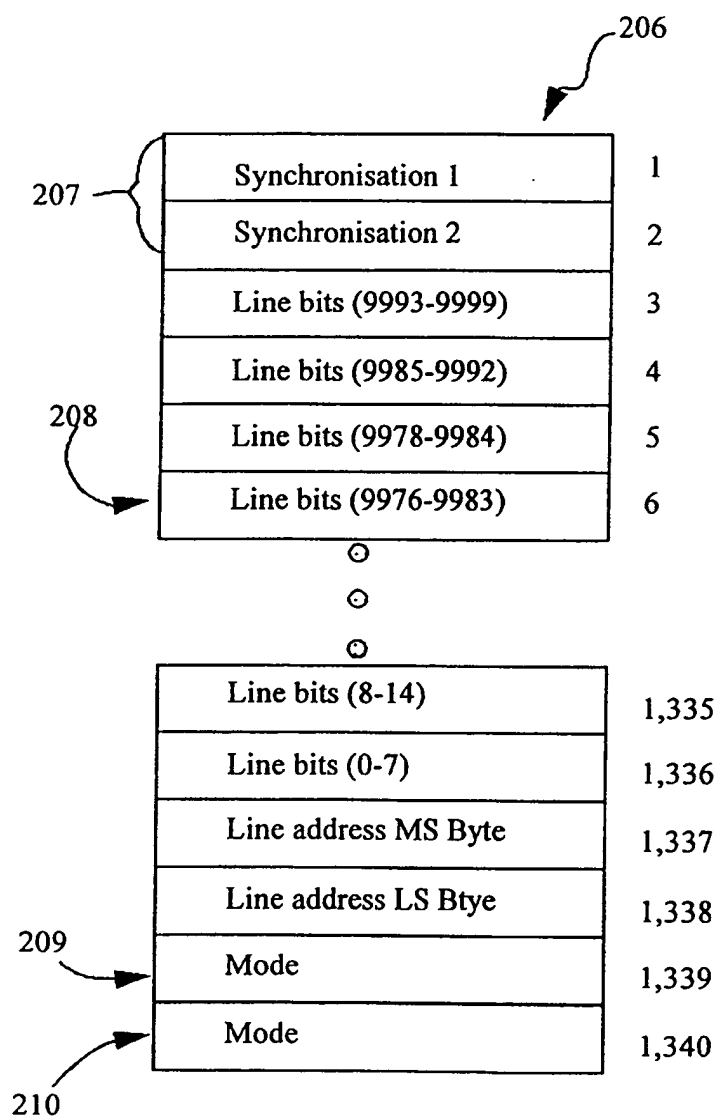 206
207
Synchronisation 1 1
Synchronisation 2 2
Line bits (9993-9999) 3
Line bits (9985-9992) 4
208
Line bits (9978-9984) 5
Line bits (9976-9983) 6
Line bits (8-14) 1,335
Line bits (0-7) 1,336
Line address MS Byte 1,337
Line address LS Btye 1,338
209
Mode 1,339
Mode 1,340
210